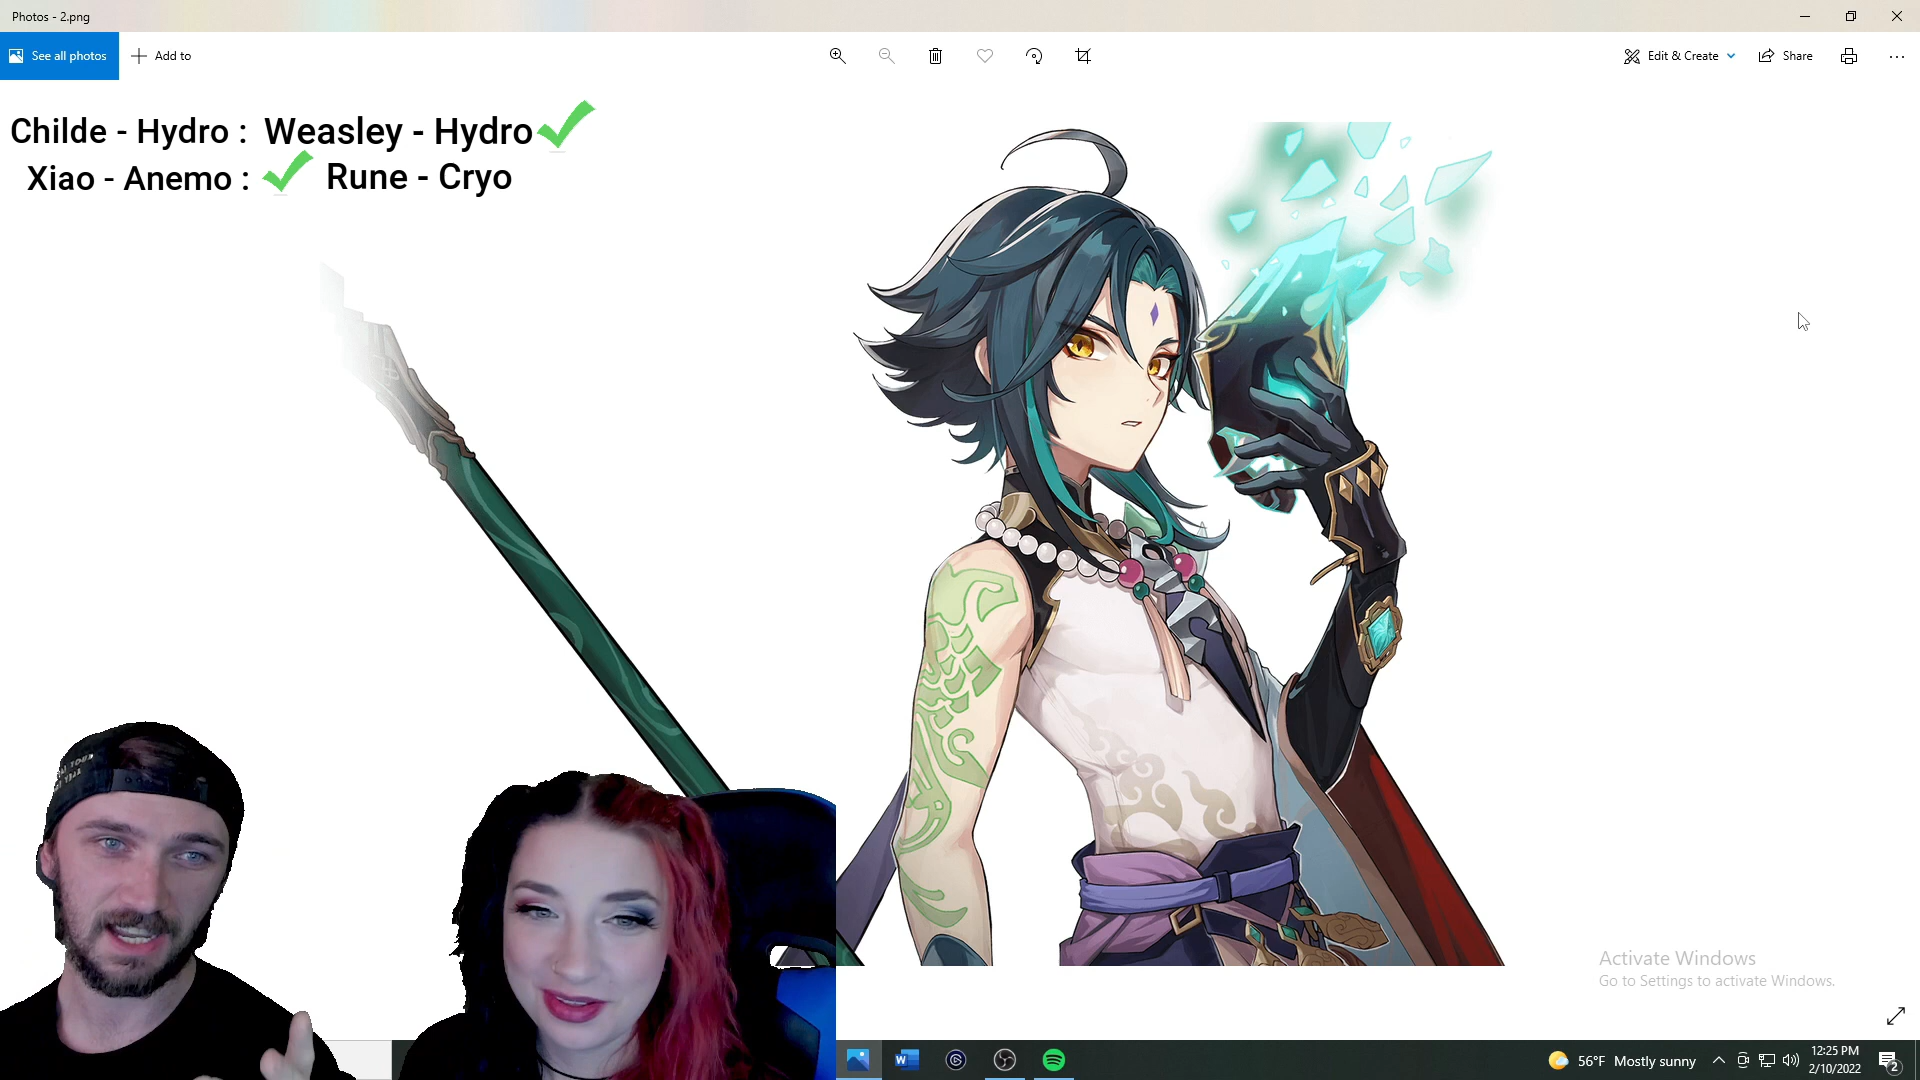 Photos - 2.png
See all photos
Add to
Edit & Create
Share
Childe - Hydro : Weasley - Hydro
Xiao - Anemo : Rune - Cryo
Activate Windows
Go to Settings to activate Windows.
56°F Mostly sunny
12:25 PM
2/10/2022
2